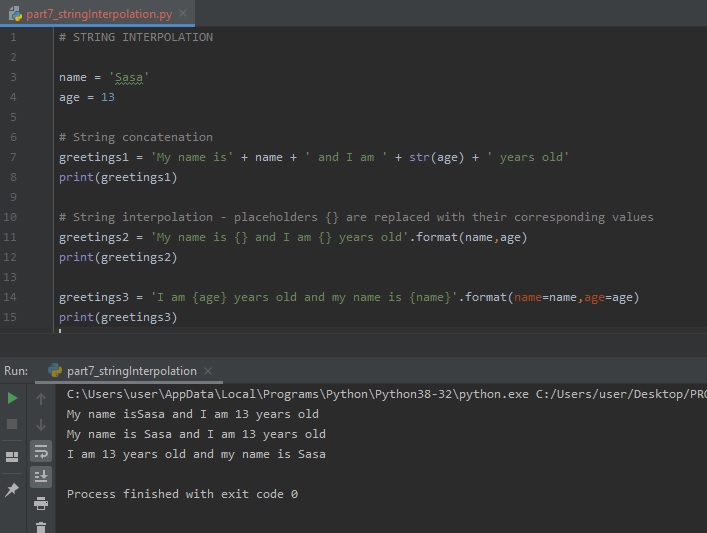 part7_stringInterpolation.py
1 # STRING INTERPOLATION
2
3 name = 'Sasa'
4 age = 13
5
6 # String concatenation
7 greetings1 = 'My name is' + name + ' and I am ' + str(age) + ' years old'
8 print(greetings1)
9
10 # String interpolation - placeholders {} are replaced with their corresponding values
11 greetings2 = 'My name is {} and I am {} years old'.format(name,age)
12 print(greetings2)
13
14 greetings3 = 'I am {age} years old and my name is {name}'.format(name=name,age=age)
15 print(greetings3)
Run: part7_stringInterpolation
C:\Users\user\AppData\Local\Programs\Python\Python38-32\python.exe C:/Users/user/Desktop/PRO
My name isSasa and I am 13 years old
My name is Sasa and I am 13 years old
I am 13 years old and my name is Sasa
Process finished with exit code 0